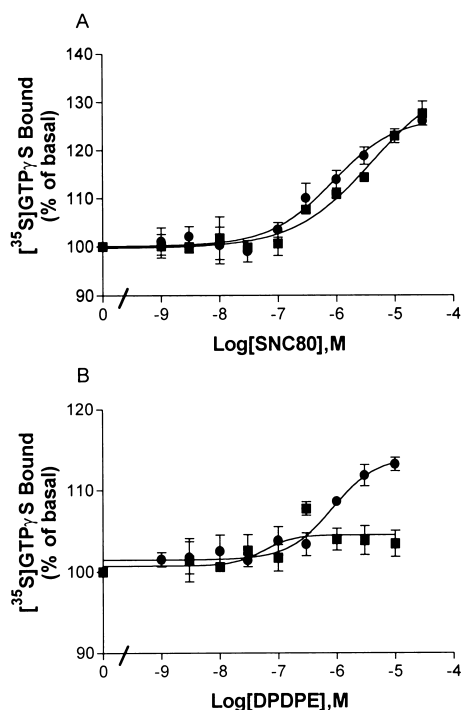 A
140
130
120
110
100
90
[³⁵S]GTPγS Bound
(% of basal)
0 -9 -8 -7 -6 -5 -4
Log[SNC80],M
B
120
110
100
90
[³⁵S]GTPγS Bound
(% of basal)
0 -9 -8 -7 -6 -5 -4
Log[DPDPE],M